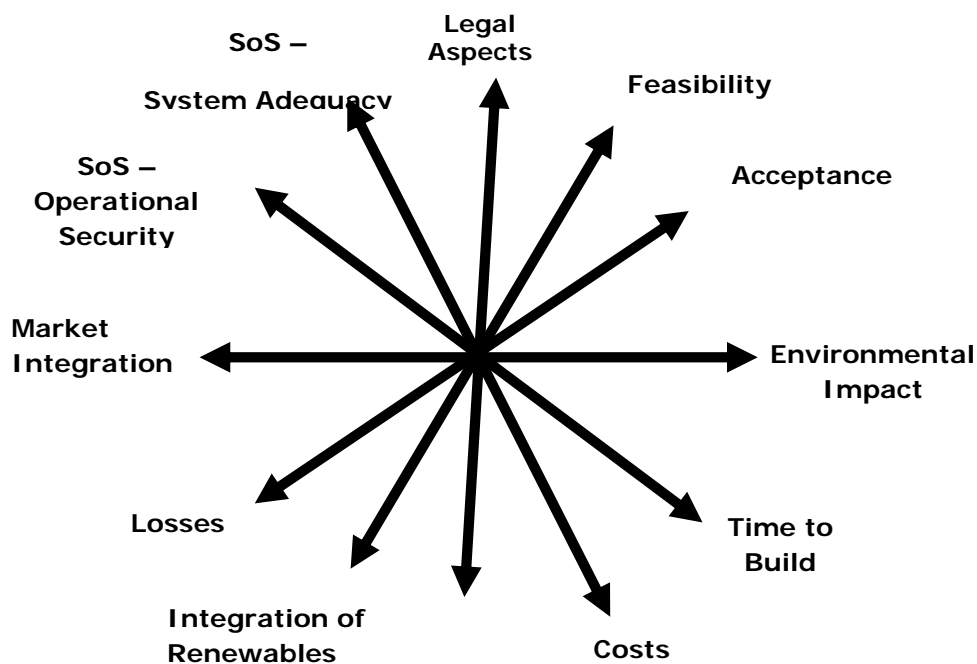 SoS –
System Adequacy
Legal
Aspects
Feasibility
Acceptance
SoS –
Operational
Security
Market
Integration
Environmental
Impact
Losses
Time to
Build
Integration of
Renewables
Costs